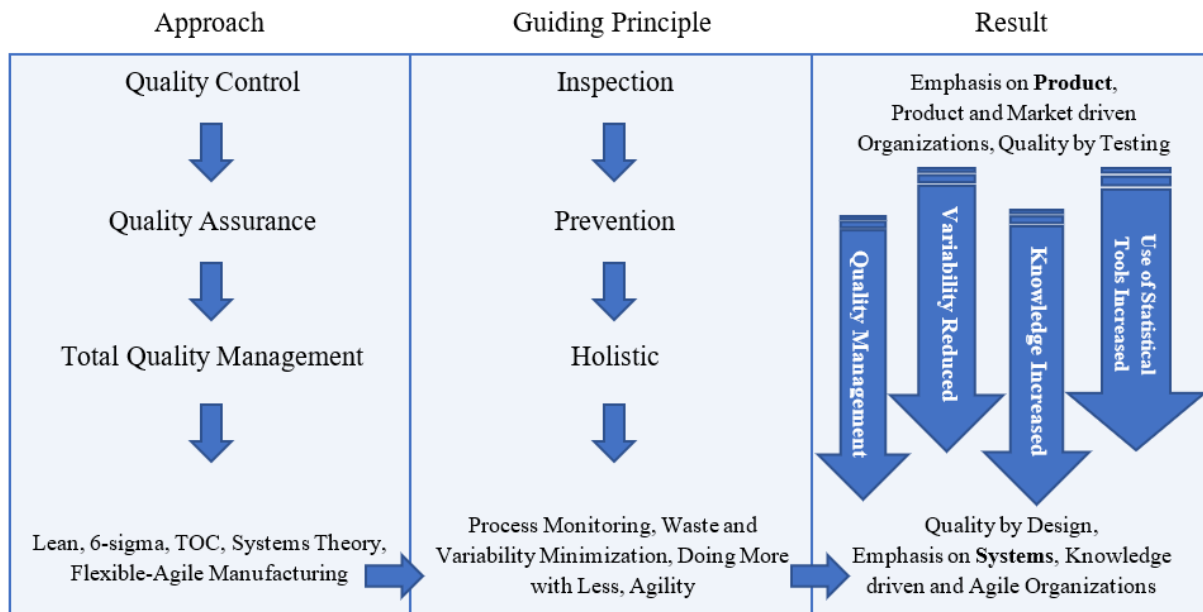 Approach
Guiding Principle
Result
Quality Control
Quality Assurance
Total Quality Management
Lean, 6-sigma, TOC, Systems Theory,
Flexible-Agile Manufacturing
Inspection
Prevention
Holistic
Process Monitoring, Waste and
Variability Minimization, Doing More
with Less, Agility
Emphasis on Product,
Product and Market driven
Organizations, Quality by Testing
Quality Management
Variability Reduced
Knowledge Increased
Use of Statistical
Tools Increased
Quality by Design,
Emphasis on Systems, Knowledge
driven and Agile Organizations